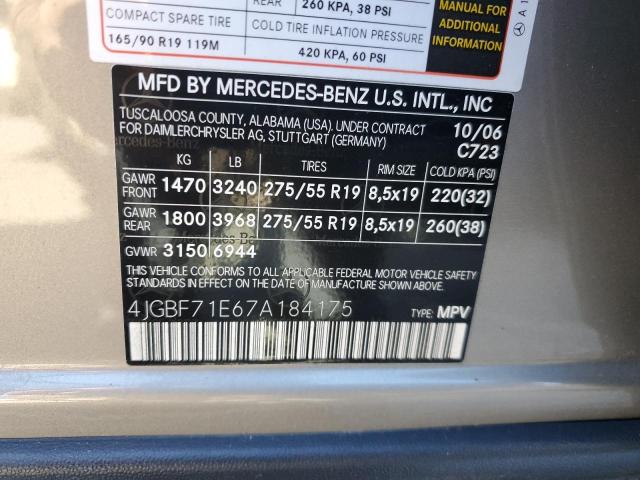 REAR 260 KPA, 38 PSI
MANUAL FOR
ADDITIONAL
INFORMATION
COMPACT SPARE TIRE
165/90 R19 119M
COLD TIRE INFLATION PRESSURE
420 KPA, 60 PSI
A 1
MFD BY MERCEDES-BENZ U.S. INTL., INC
TUSCALOOSA COUNTY, ALABAMA (USA). UNDER CONTRACT 10/06
FOR DAIMLERCHRYSLER AG, STUTTGART (GERMANY) C723
KG LB TIRES RIM SIZE COLD KPA (PSI)
GAWR FRONT 1470 3240 275/55 R19 8,5x19 220(32)
GAWR REAR 1800 3968 275/55 R19 8,5x19 260(38)
GVWR 3150 6944
THIS VEHICLE CONFORMS TO ALL APPLICABLE FEDERAL MOTOR VEHICLE SAFETY
STANDARDS IN EFFECT ON THE DATE OF MANUFACTURE SHOWN ABOVE.
4JGBF71E67A184175 TYPE: MPV